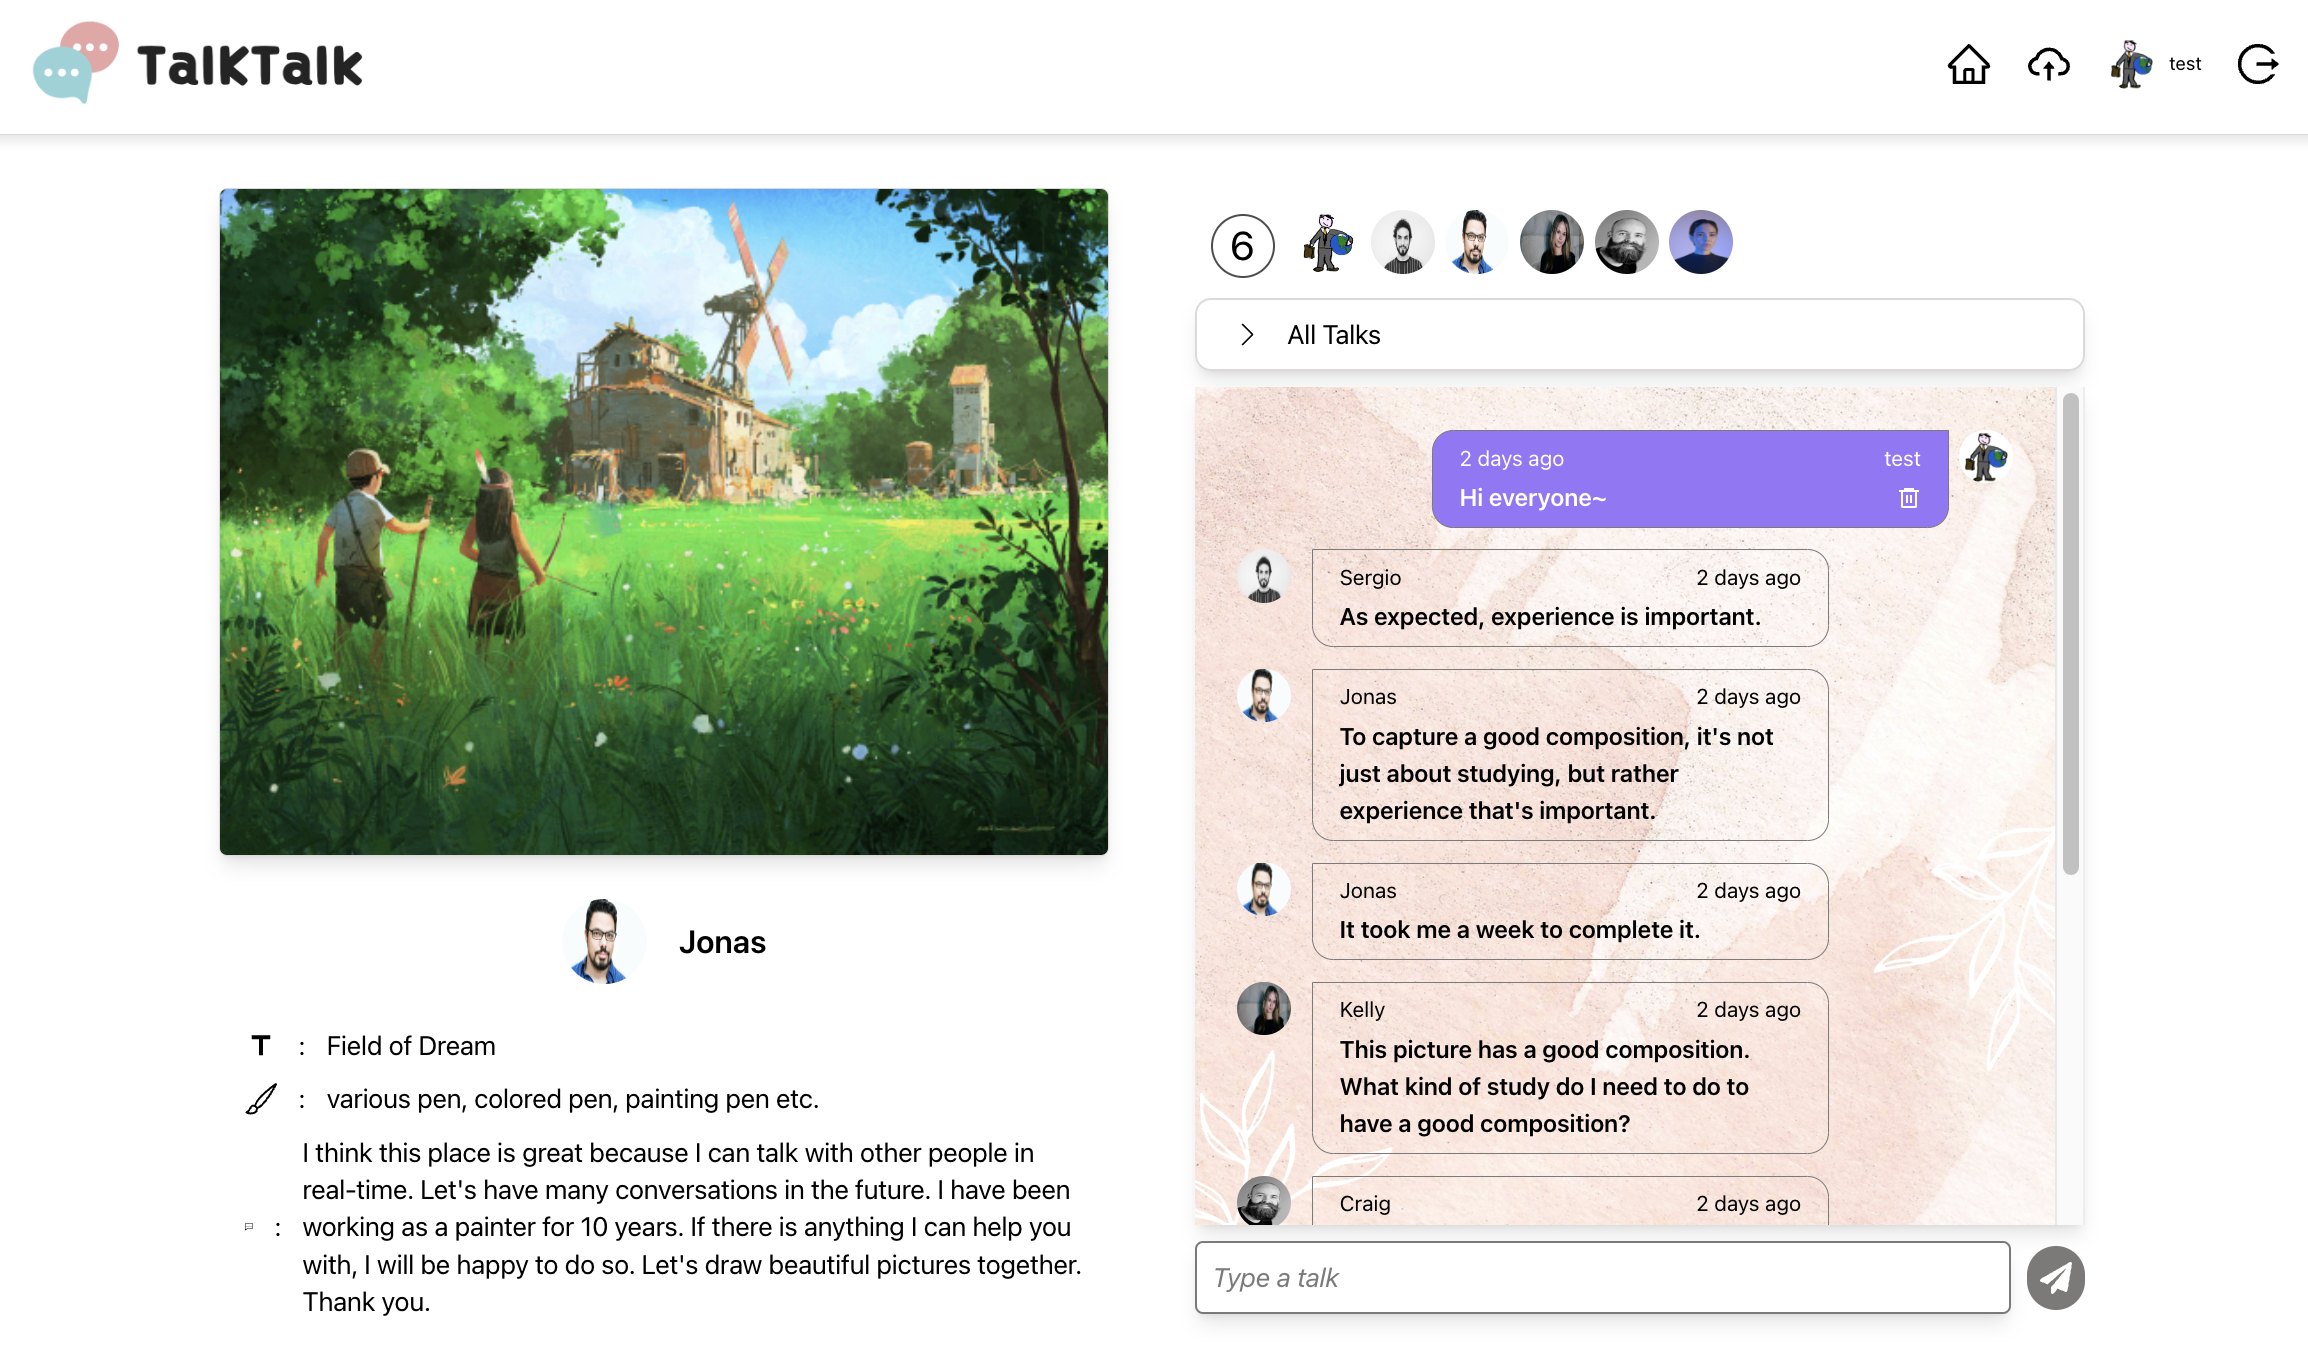 TalkTalk
test
6
All Talks
2 days ago test
Hi everyone~
Sergio 2 days ago
As expected, experience is important.
Jonas 2 days ago
To capture a good composition, it's not
just about studying, but rather
experience that's important.
Jonas 2 days ago
It took me a week to complete it.
Kelly 2 days ago
This picture has a good composition.
What kind of study do I need to do to
have a good composition?
Craig 2 days ago
Type a talk
Jonas
T : Field of Dream
: various pen, colored pen, painting pen etc.
I think this place is great because I can talk with other people in
real-time. Let's have many conversations in the future. I have been
: working as a painter for 10 years. If there is anything I can help you
with, I will be happy to do so. Let's draw beautiful pictures together.
Thank you.